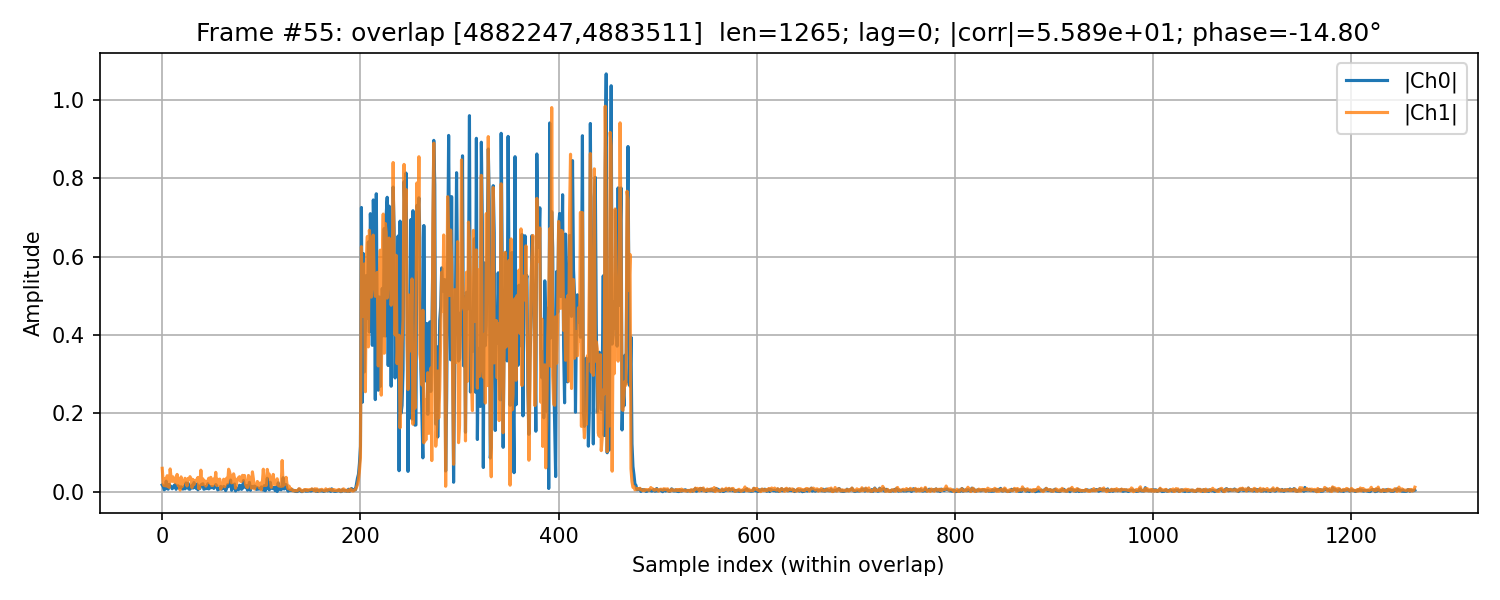 Frame #55: overlap [4882247,4883511]  len=1265; lag=0; |corr|=5.589e+01; phase=-14.80°
|Ch0|
|Ch1|
Amplitude
1.0
0.8
0.6
0.4
0.2
0.0
0 200 400 600 800 1000 1200
Sample index (within overlap)